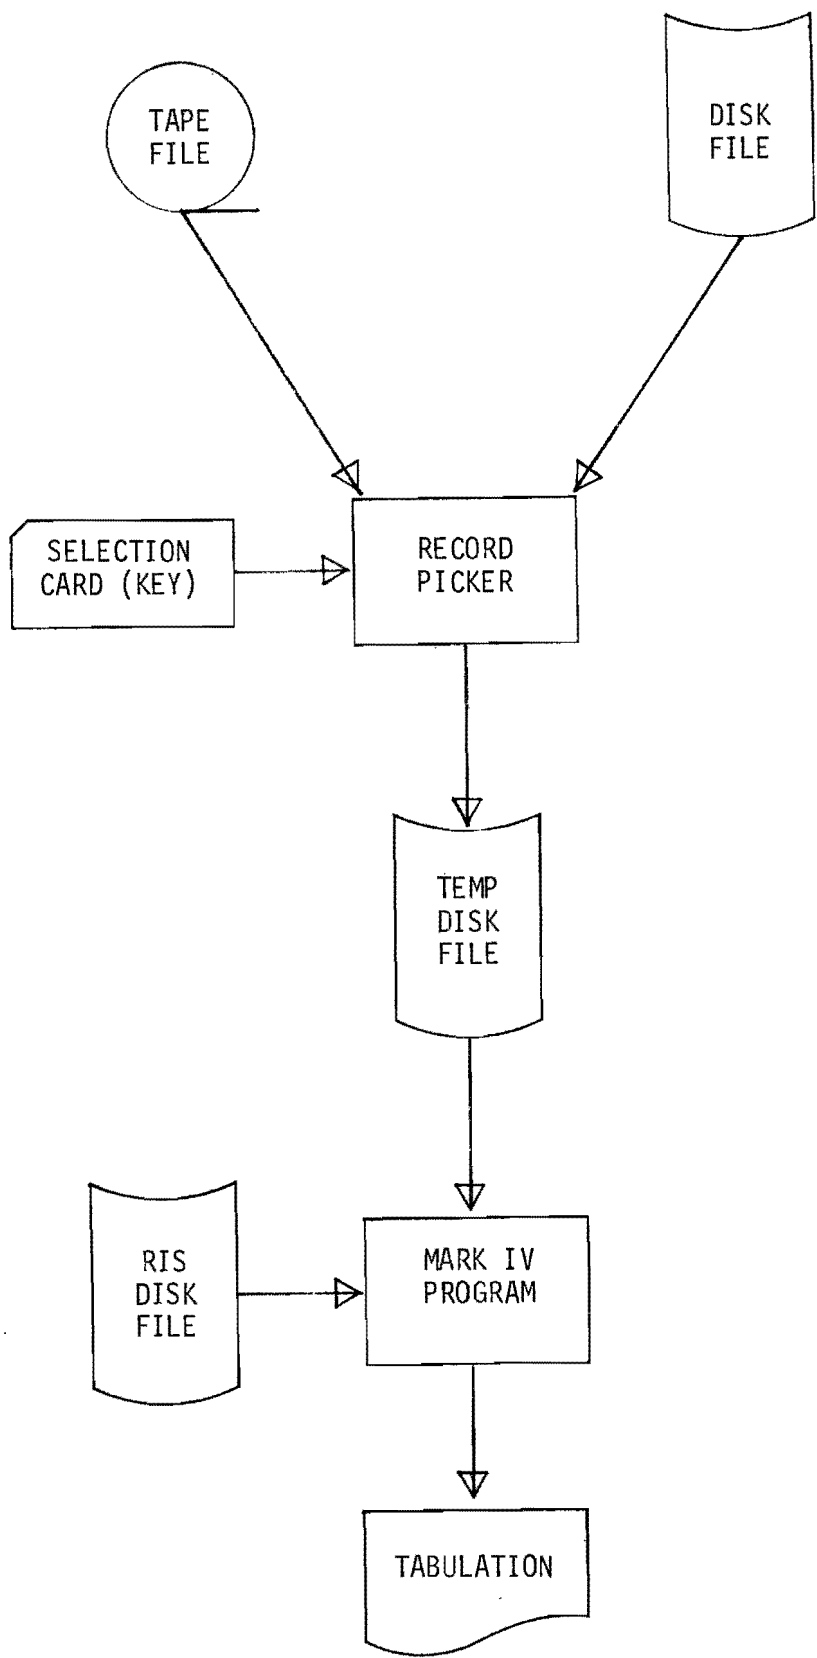 TAPE
FILE
DISK
FILE
SELECTION
CARD (KEY)
RECORD
PICKER
TEMP
DISK
FILE
RIS
DISK
FILE
MARK IV
PROGRAM
TABULATION